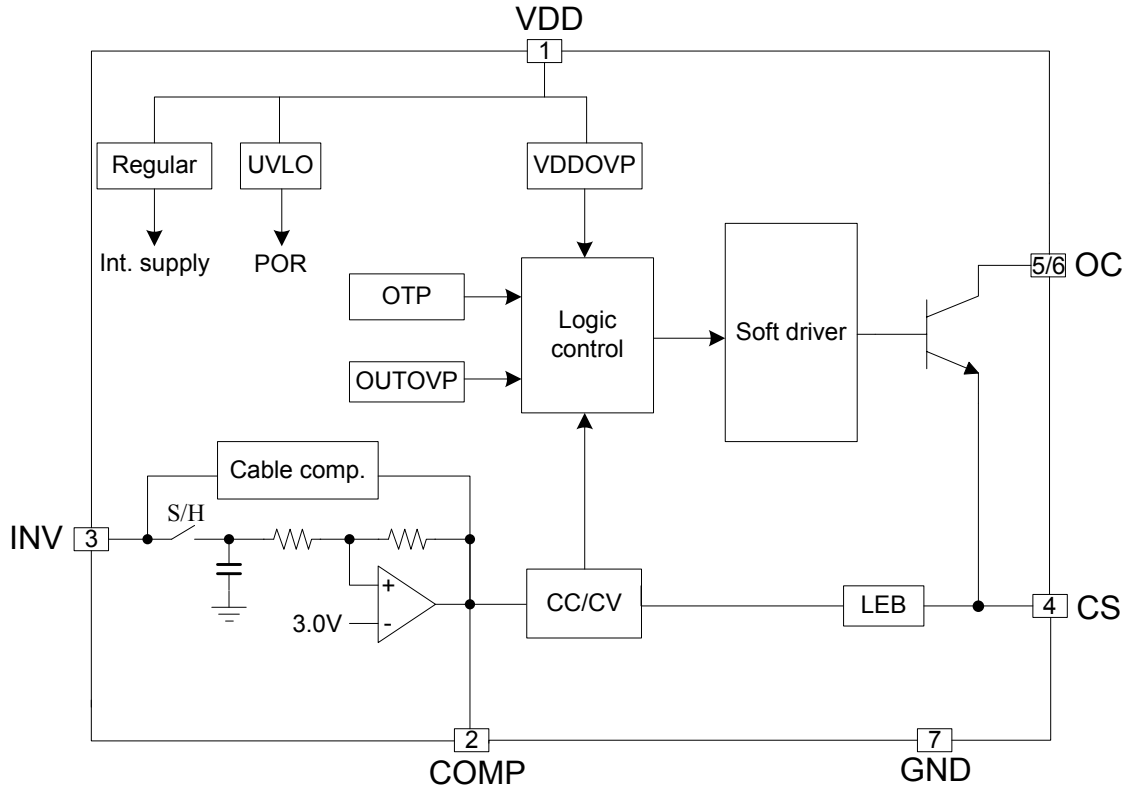 VDD
1
Regular
UVLO
VDDOVP
Int. supply
POR
5/6
OC
OTP
Logic
control
Soft driver
OUTOVP
Cable comp.
S/H
INV
3
+
CC/CV
LEB
4
CS
3.0V
-
2
7
COMP
GND